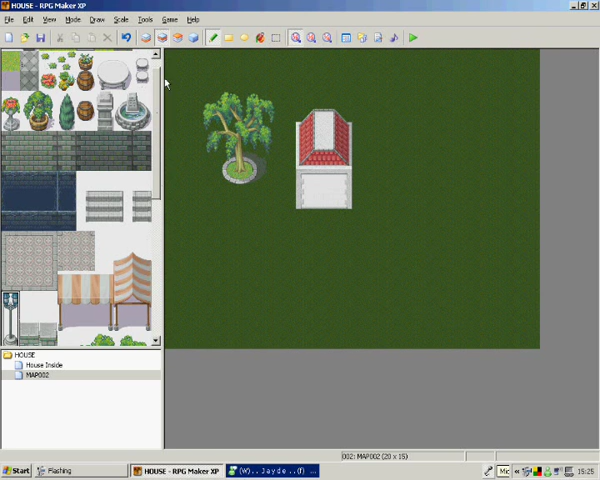 HOUSE - RPG Maker XP
File Edit View Mode Draw Scale Tools Game Help
HOUSE
House Inside
MAP002
002: MAP002 (20 x 15)
Start
Flashing
HOUSE - RPG Maker XP
Mic
15:25